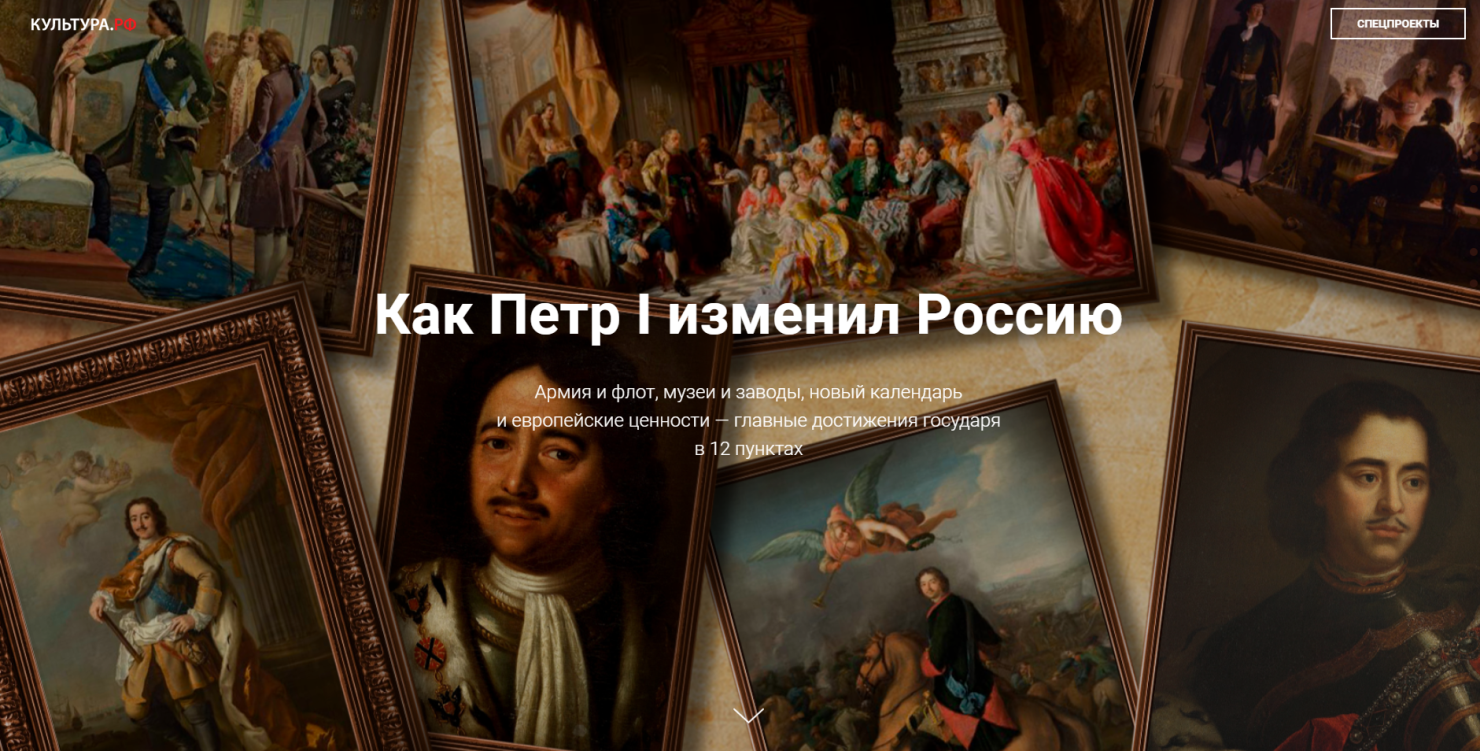 КУЛЬТУРА.РФ
СПЕЦПРОЕКТЫ
Как Петр I изменил Россию
Армия и флот, музеи и заводы, новый календарь
и европейские ценности — главные достижения государя
в 12 пунктах